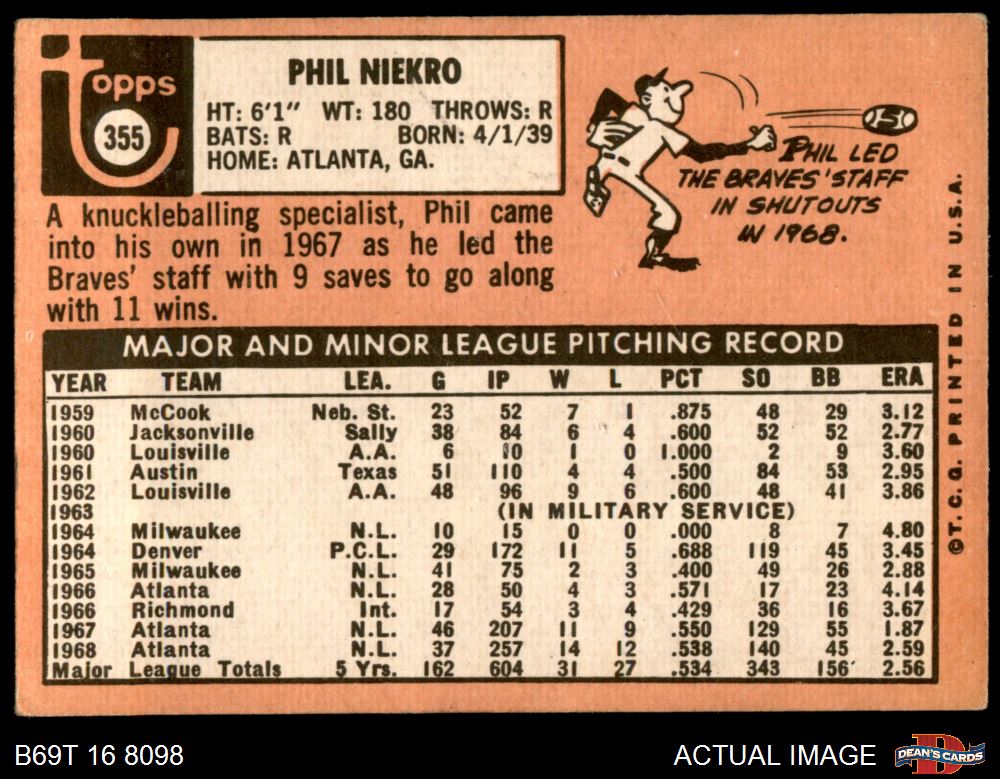 Topps
355
PHIL NIEKRO
HT: 6'1" WT: 180 THROWS: R
BATS: R BORN: 4/1/39
HOME: ATLANTA, GA.
A knuckleballing specialist, Phil came
into his own in 1967 as he led the
Braves' staff with 9 saves to go along
with 11 wins.
PHIL LED
THE BRAVES' STAFF
IN SHUTOUTS
IN 1968.
MAJOR AND MINOR LEAGUE PITCHING RECORD
YEAR TEAM LEA. G IP W L PCT SO BB ERA
1959 McCook Neb. St. 23 52 7 1 .875 48 29 3.12
1960 Jacksonville Sally 38 84 6 4 .600 52 52 2.77
1960 Louisville A.A. 6 10 1 0 1.000 2 9 3.60
1961 Austin Texas 51 110 4 4 .500 84 53 2.95
1962 Louisville A.A. 48 96 9 6 .600 48 41 3.86
1963 (IN MILITARY SERVICE)
1964 Milwaukee N.L. 10 15 0 0 .000 8 7 4.80
1964 Denver P.C.L. 29 172 11 5 .688 119 45 3.45
1965 Milwaukee N.L. 41 75 2 3 .400 49 26 2.88
1966 Atlanta N.L. 28 50 4 3 .571 17 23 4.14
1966 Richmond Int. 17 54 3 4 .429 36 16 3.67
1967 Atlanta N.L. 46 207 11 9 .550 129 55 1.87
1968 Atlanta N.L. 37 257 14 12 .538 140 45 2.59
Major League Totals 5 Yrs. 162 604 31 27 .534 343 156 2.56
©T.C.G. PRINTED IN U.S.A.
B69T 16 8098
ACTUAL IMAGE
D
DEAN'S CARDS